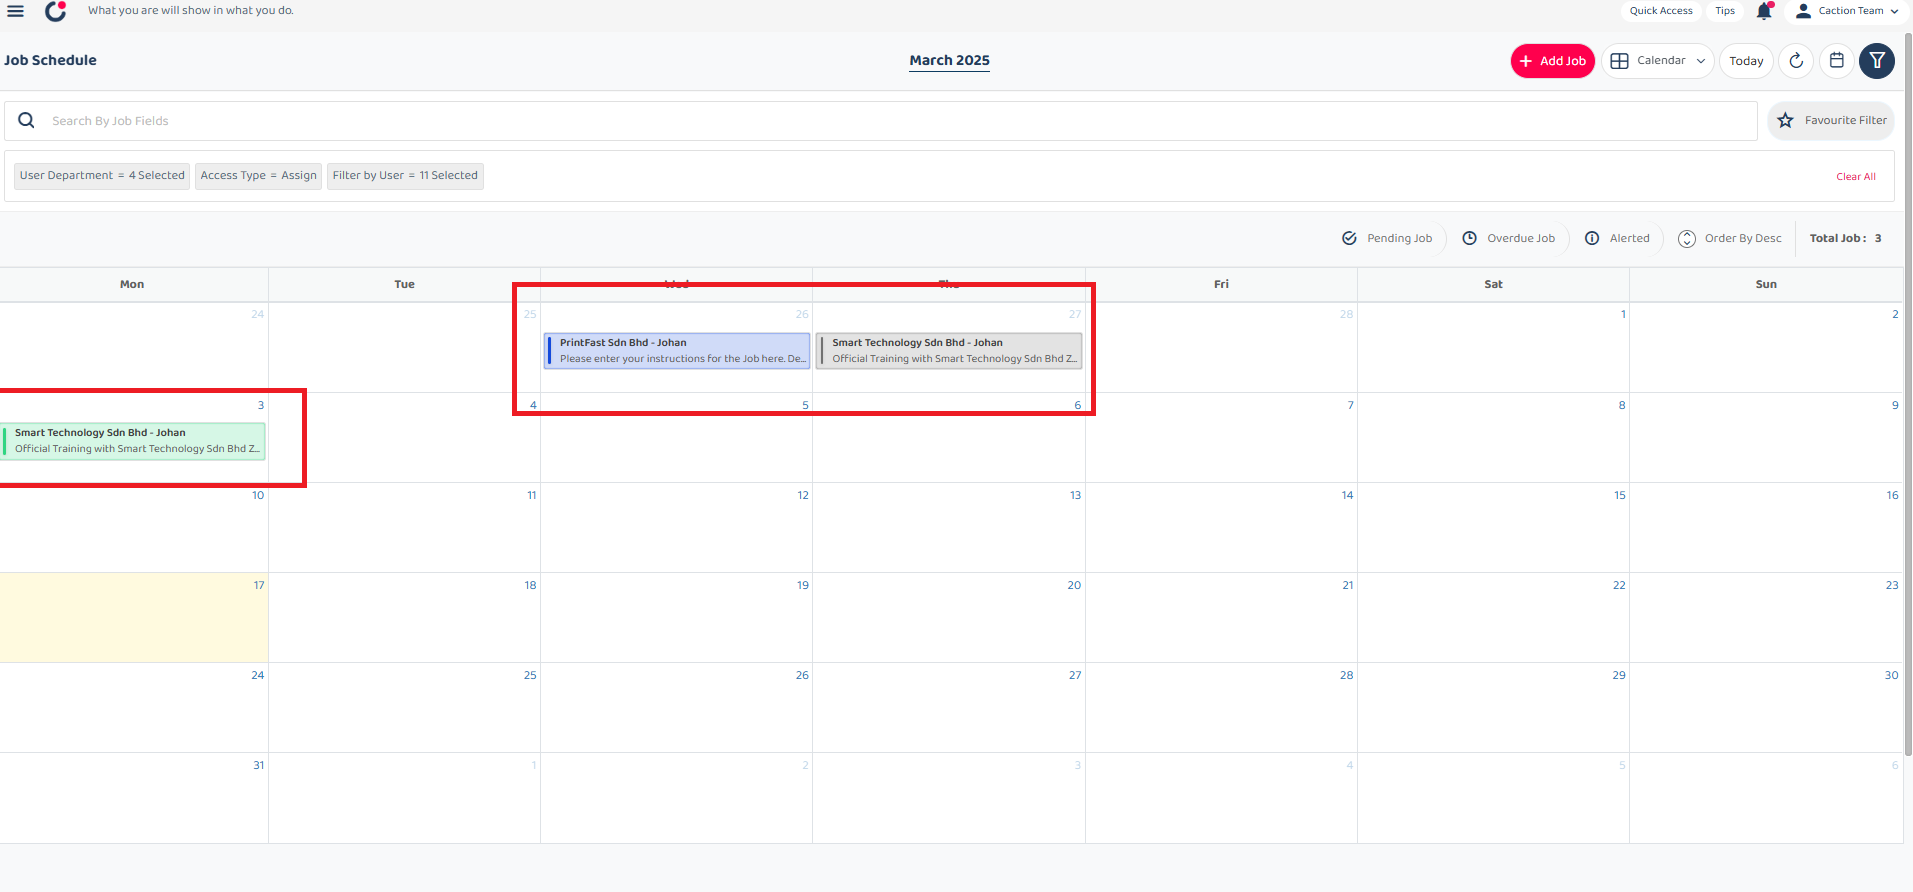 What you are will show in what you do.
Quick Access
Tips
Caction Team
Job Schedule
March 2025
+ Add Job
Calendar
Today
Search By Job Fields
Favourite Filter
User Department = 4 Selected
Access Type = Assign
Filter by User = 11 Selected
Clear All
Pending Job
Overdue Job
Alerted
Order By Desc
Total Job : 3
Mon Tue Wed Thu Fri Sat Sun
24 25 26 27 28 1 2
PrintFast Sdn Bhd - Johan
Please enter your instructions for the Job here. De...
Smart Technology Sdn Bhd - Johan
Official Training with Smart Technology Sdn Bhd Z...
3 4 5 6 7 8 9
Smart Technology Sdn Bhd - Johan
Official Training with Smart Technology Sdn Bhd Z...
10 11 12 13 14 15 16
17 18 19 20 21 22 23
24 25 26 27 28 29 30
31 1 2 3 4 5 6